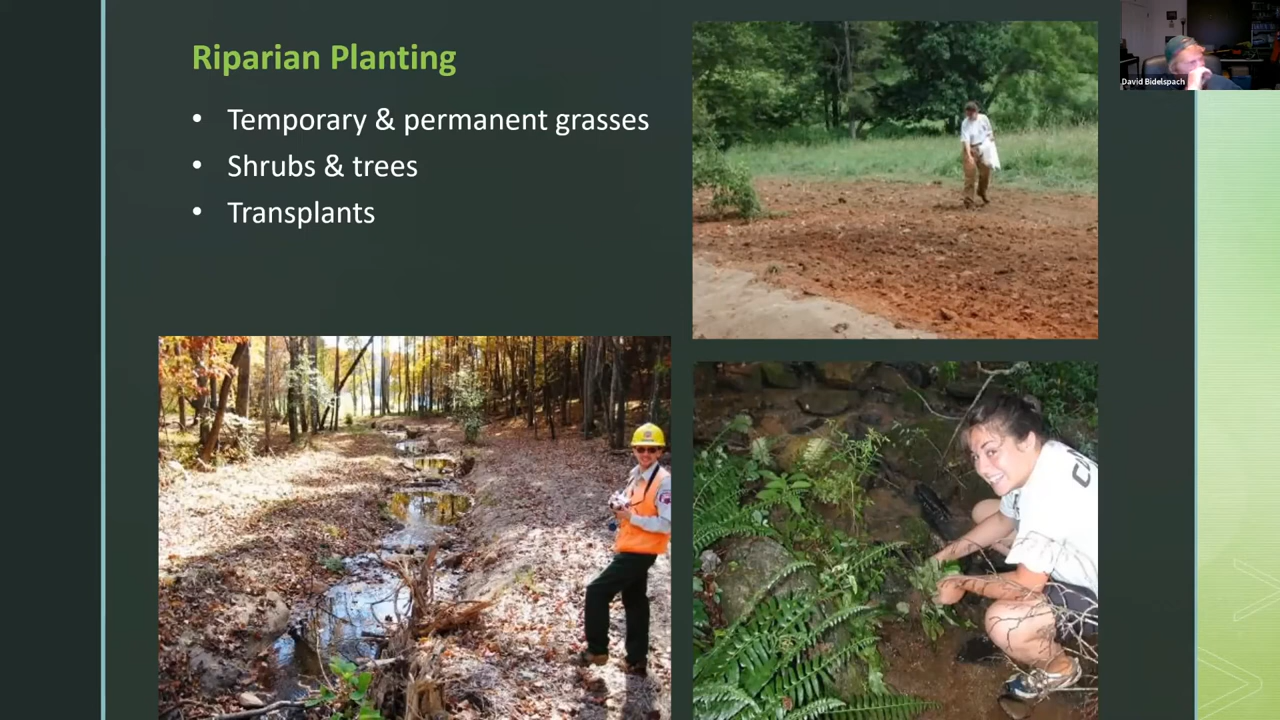 Riparian Planting
• Temporary & permanent grasses
• Shrubs & trees
• Transplants
David Bidelspach